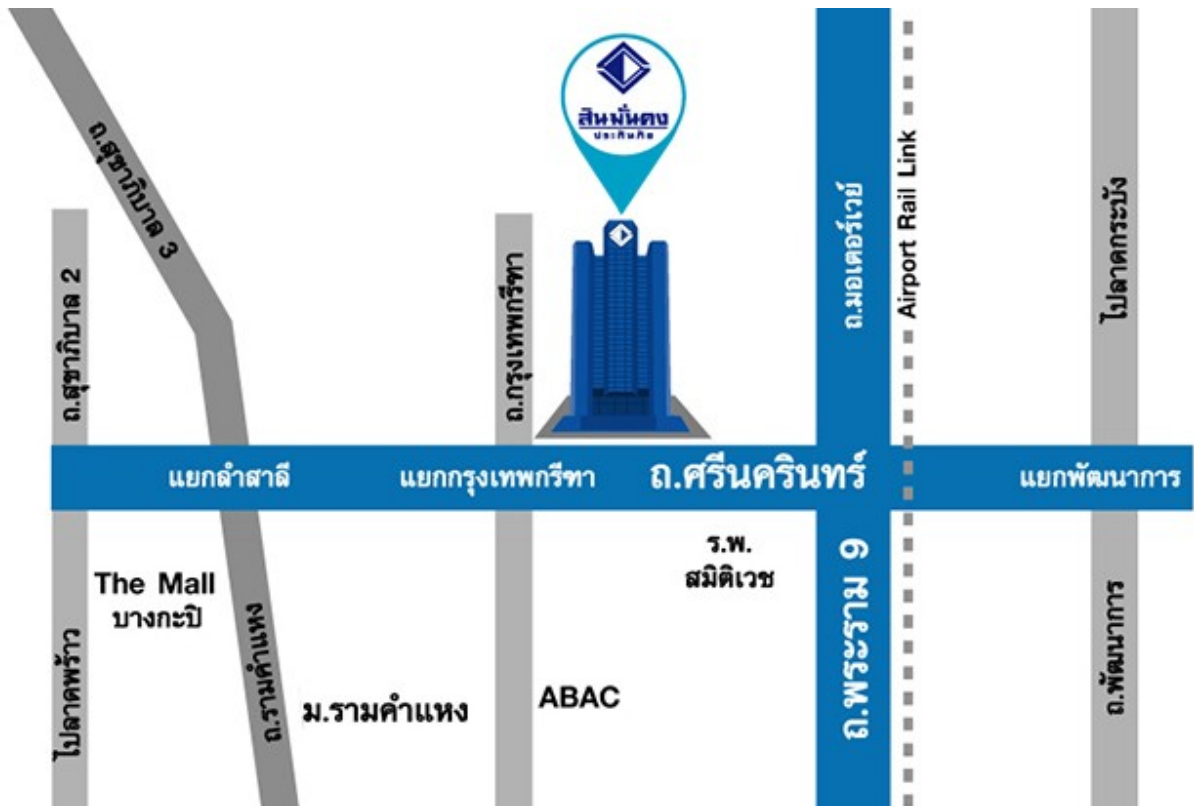 สินมั่นคง
ประกันภัย
ถ.สุขาภิบาล 3
ถ.สุขาภิบาล 2
ถ.กรุงเทพกรีฑา
ถ.มอเตอร์เวย์
Airport Rail Link
ไปลาดกระบัง
แยกลำสาลี
แยกกรุงเทพกรีฑา
ถ.ศรีนครินทร์
แยกพัฒนาการ
The Mall
บางกะปิ
ร.พ.
สมิติเวช
ไปลาดพร้าว
ถ.รามคำแหง
ม.รามคำแหง
ABAC
ถ.พระราม 9
ถ.พัฒนาการ